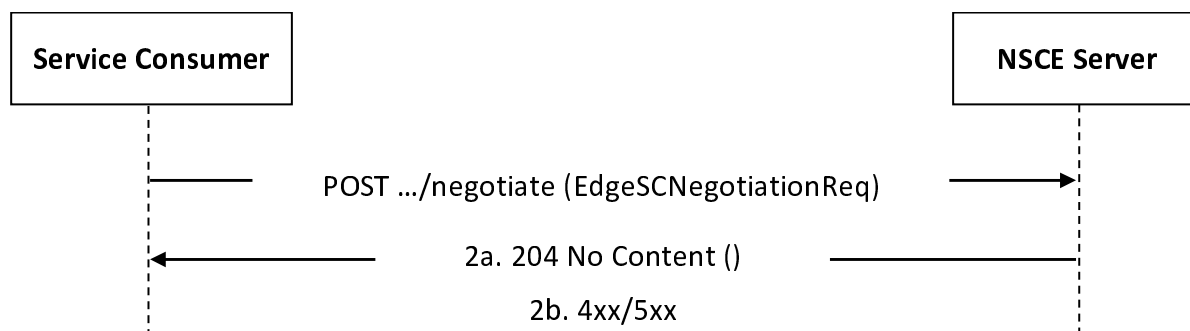 Service Consumer
NSCE Server
POST …/negotiate (EdgeSCNegotiationReq)
2a. 204 No Content ()
2b. 4xx/5xx